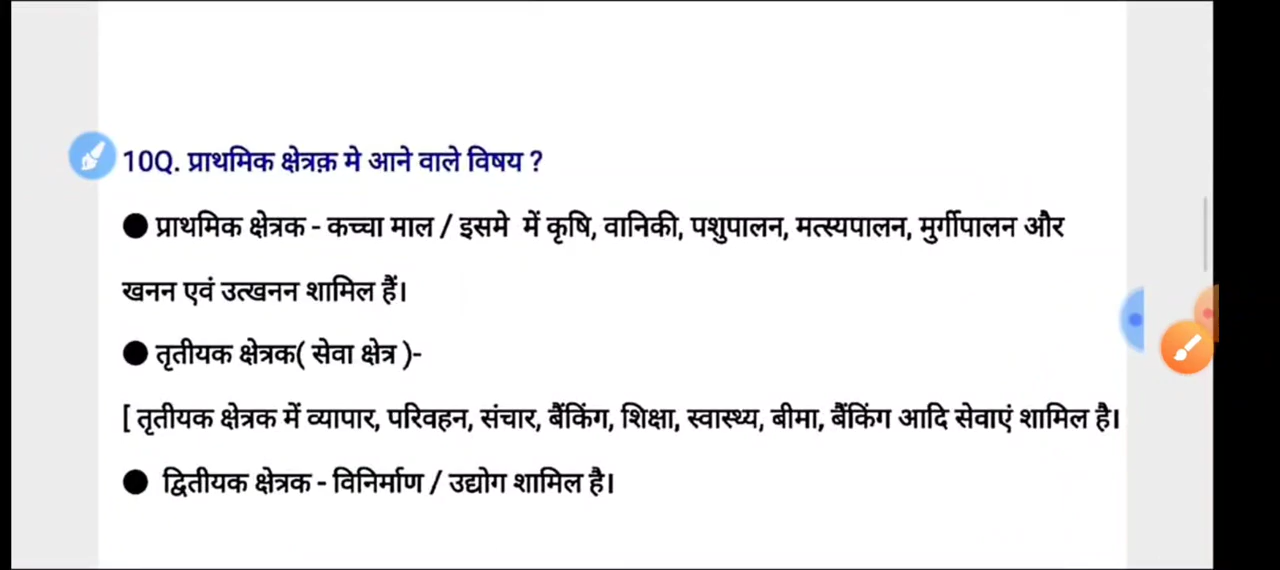 10Q. प्राथमिक क्षेत्रक़ मे आने वाले विषय ?
● प्राथमिक क्षेत्रक - कच्चा माल / इसमे में कृषि, वानिकी, पशुपालन, मत्स्यपालन, मुर्गीपालन और
खनन एवं उत्खनन शामिल हैं।
● तृतीयक क्षेत्रक( सेवा क्षेत्र )-
[ तृतीयक क्षेत्रक में व्यापार, परिवहन, संचार, बैंकिंग, शिक्षा, स्वास्थ्य, बीमा, बैंकिंग आदि सेवाएं शामिल है।
● द्वितीयक क्षेत्रक - विनिर्माण / उद्योग शामिल है।